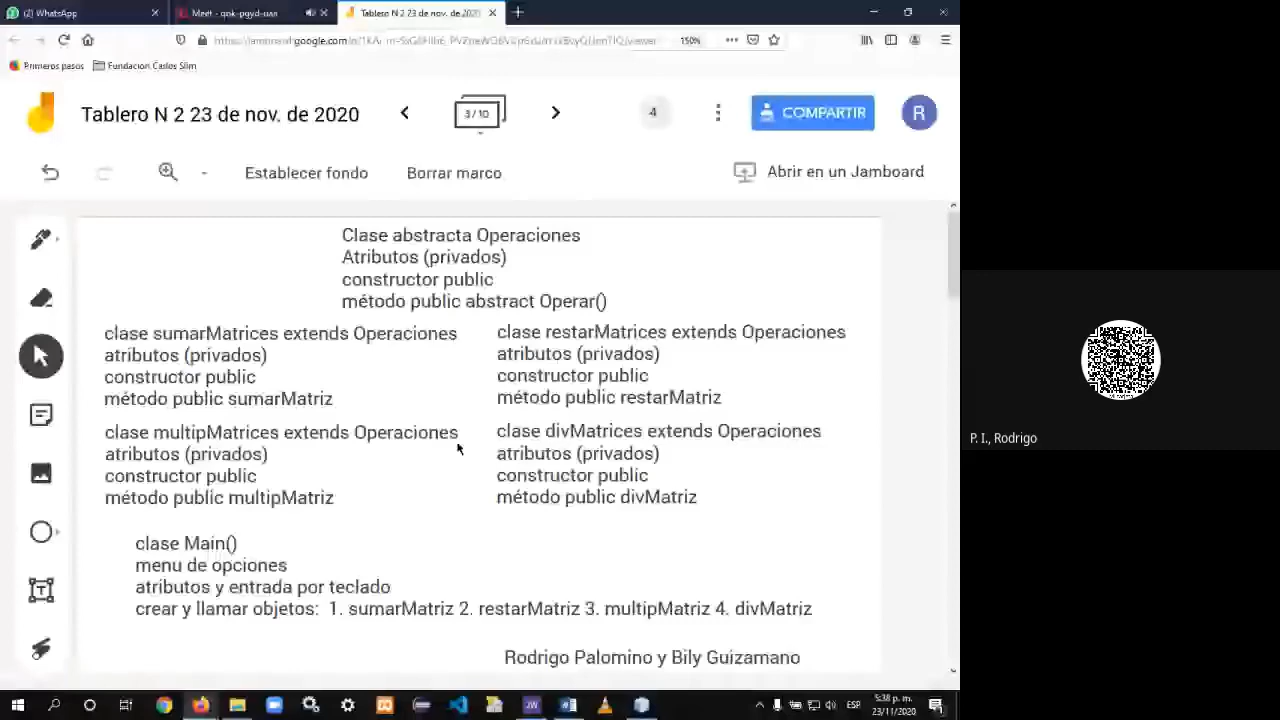 (2) WhatsApp
Meet - qnk-pgyd-uan
Tablero N 2 23 de nov. de 2020
150%
Primeros pasos
Fundacion Carlos Slim
Tablero N 2 23 de nov. de 2020
3 / 10
4
COMPARTIR
R
Establecer fondo
Borrar marco
Abrir en un Jamboard
Clase abstracta Operaciones
Atributos (privados)
constructor public
método public abstract Operar()
clase sumarMatrices extends Operaciones
atributos (privados)
constructor public
método public sumarMatriz
clase restarMatrices extends Operaciones
atributos (privados)
constructor public
método public restarMatriz
clase multipMatrices extends Operaciones
atributos (privados)
constructor public
método public multipMatriz
clase divMatrices extends Operaciones
atributos (privados)
constructor public
método public divMatriz
clase Main()
menu de opciones
atributos y entrada por teclado
crear y llamar objetos: 1. sumarMatriz 2. restarMatriz 3. multipMatriz 4. divMatriz
Rodrigo Palomino y Bily Guizamano
P. I., Rodrigo
ESP
5:38 p. m.
23/11/2020